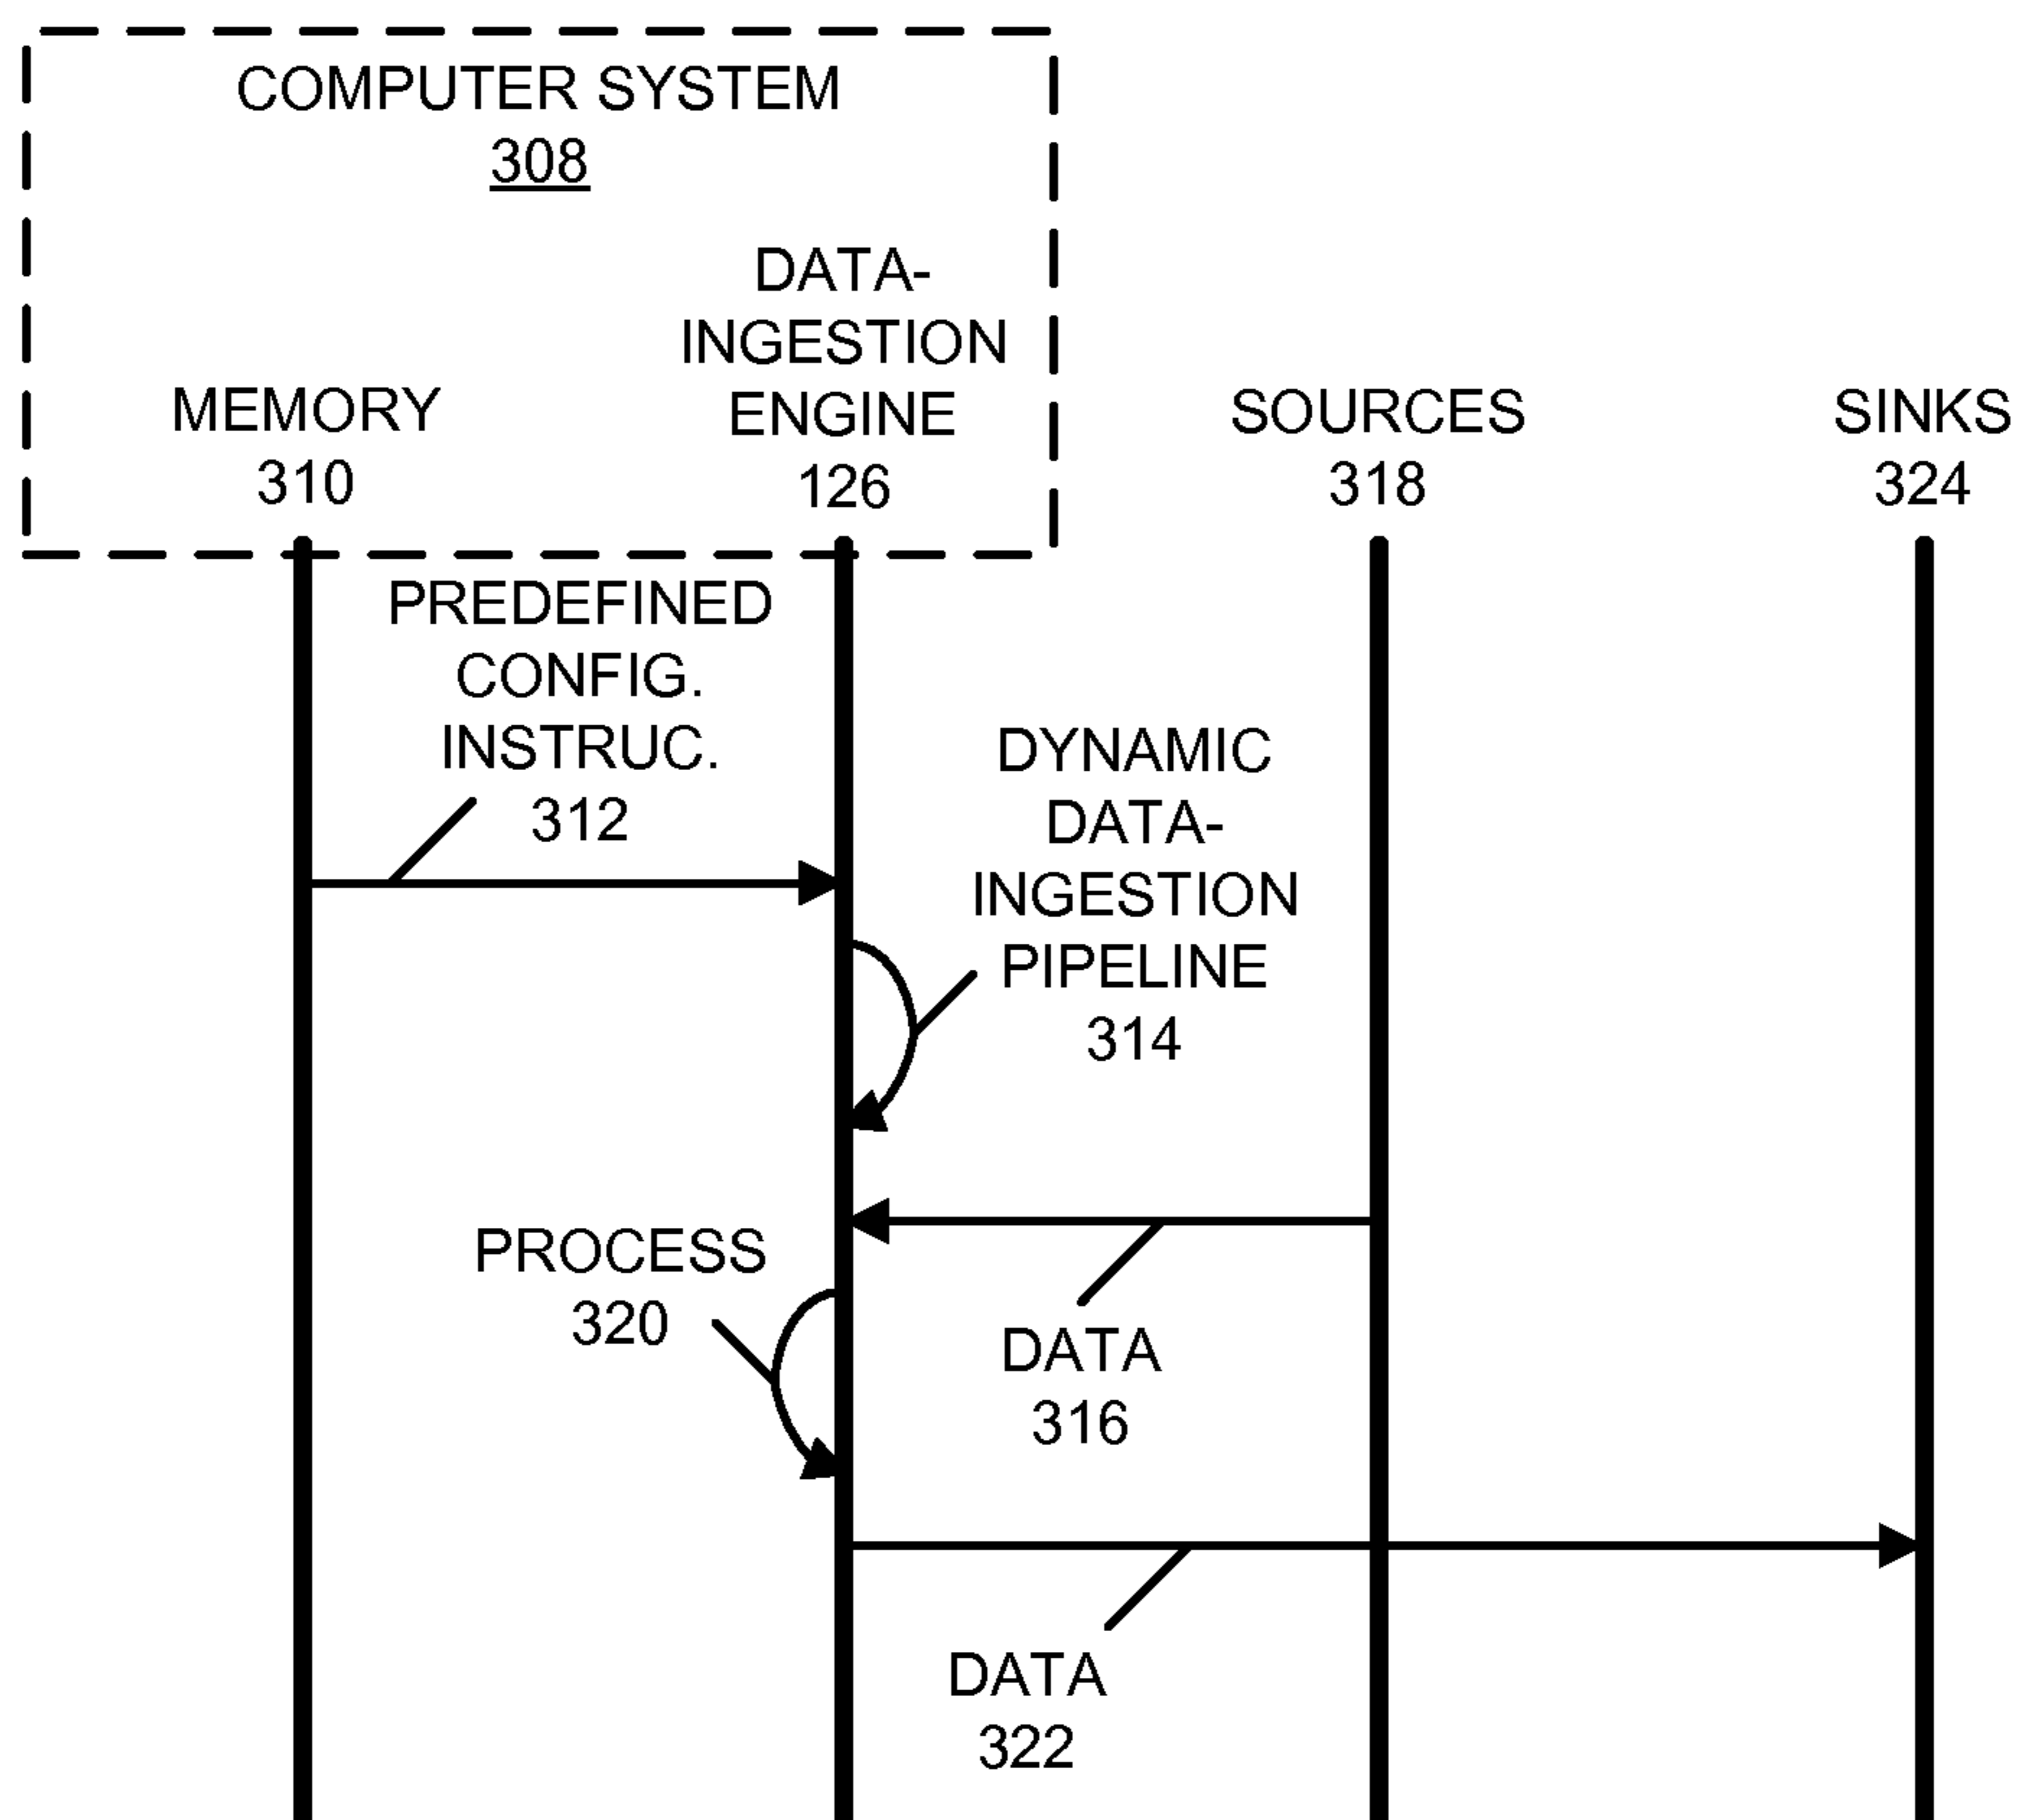 COMPUTER SYSTEM
308
DATA-
INGESTION
ENGINE
126
MEMORY
310
SOURCES
318
SINKS
324
PREDEFINED
CONFIG.
INSTRUC.
312
DYNAMIC
DATA-
INGESTION
PIPELINE
314
PROCESS
320
DATA
316
DATA
322